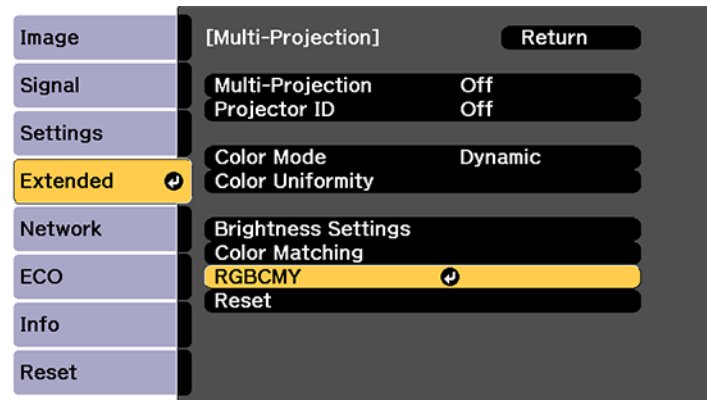 Image
Signal
Settings
Extended
Network
ECO
Info
Reset
[Multi-Projection] Return
Multi-Projection Off
Projector ID Off
Color Mode Dynamic
Color Uniformity
Brightness Settings
Color Matching
RGBCMY
Reset